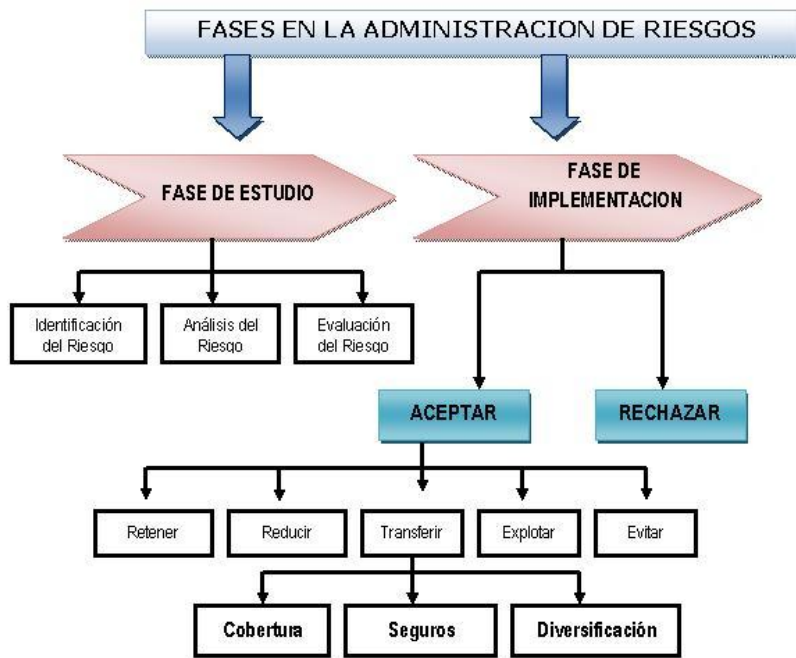 FASES EN LA ADMINISTRACION DE RIESGOS
FASE DE ESTUDIO
FASE DE
IMPLEMENTACION
Identificación
del Riesgo
Análisis del
Riesgo
Evaluación
del Riesgo
ACEPTAR
RECHAZAR
Retener
Reducir
Transferir
Explotar
Evitar
Cobertura
Seguros
Diversificación